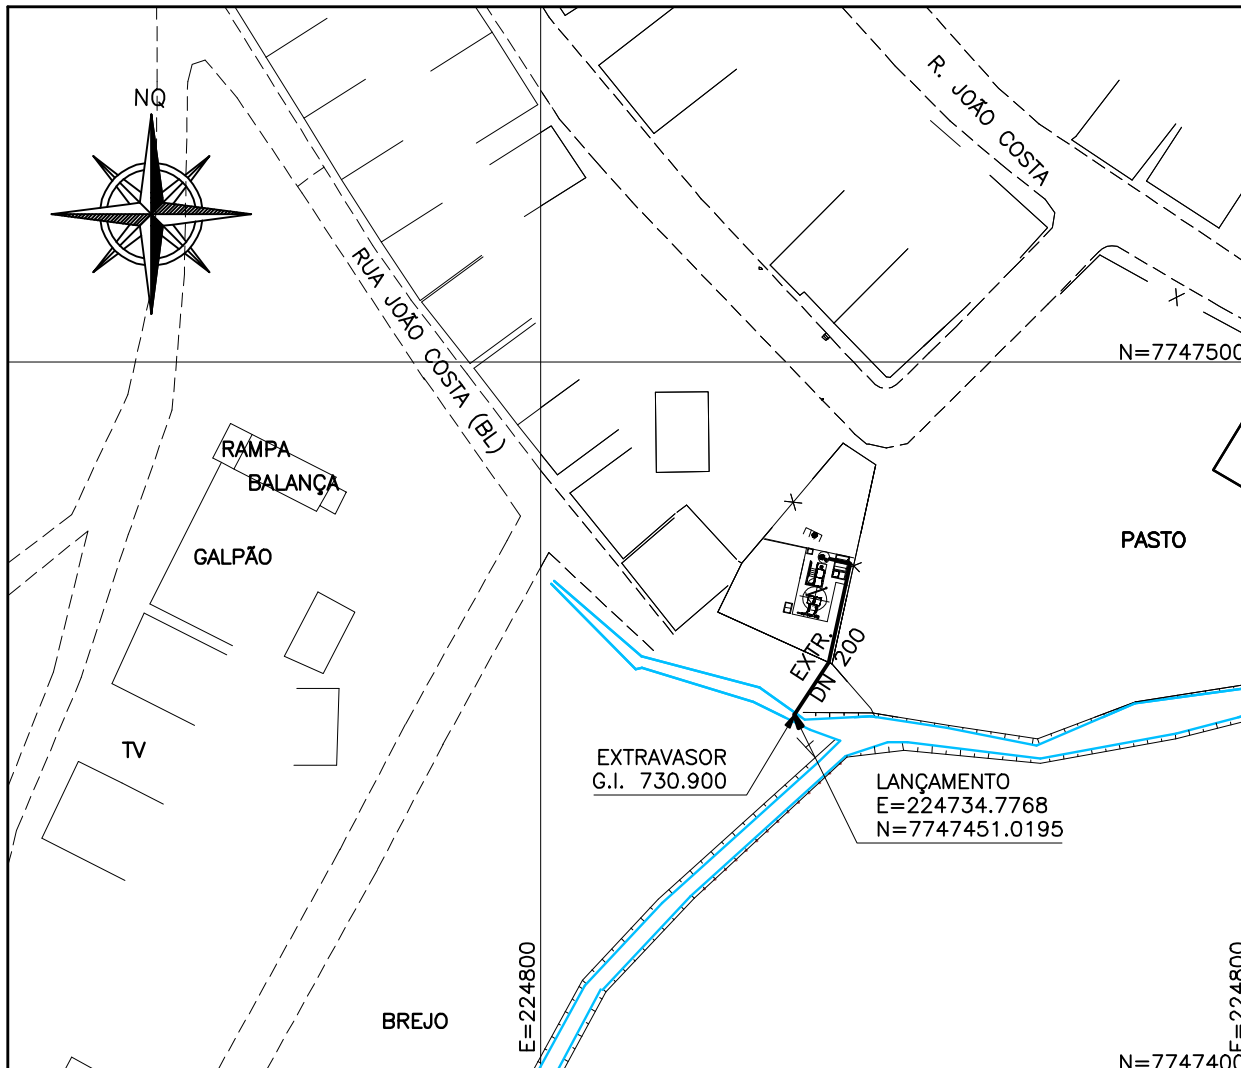 NQ
R. JOÃO COSTA
RUA JOÃO COSTA (BL)
N=7747500
RAMPA
BALANÇA
GALPÃO
PASTO
EXTR.
DN 200
TV
EXTRAVASOR
G.I. 730.900
LANÇAMENTO
E=224734.7768
N=7747451.0195
E=224800
E=224800
BREJO
N=7747400